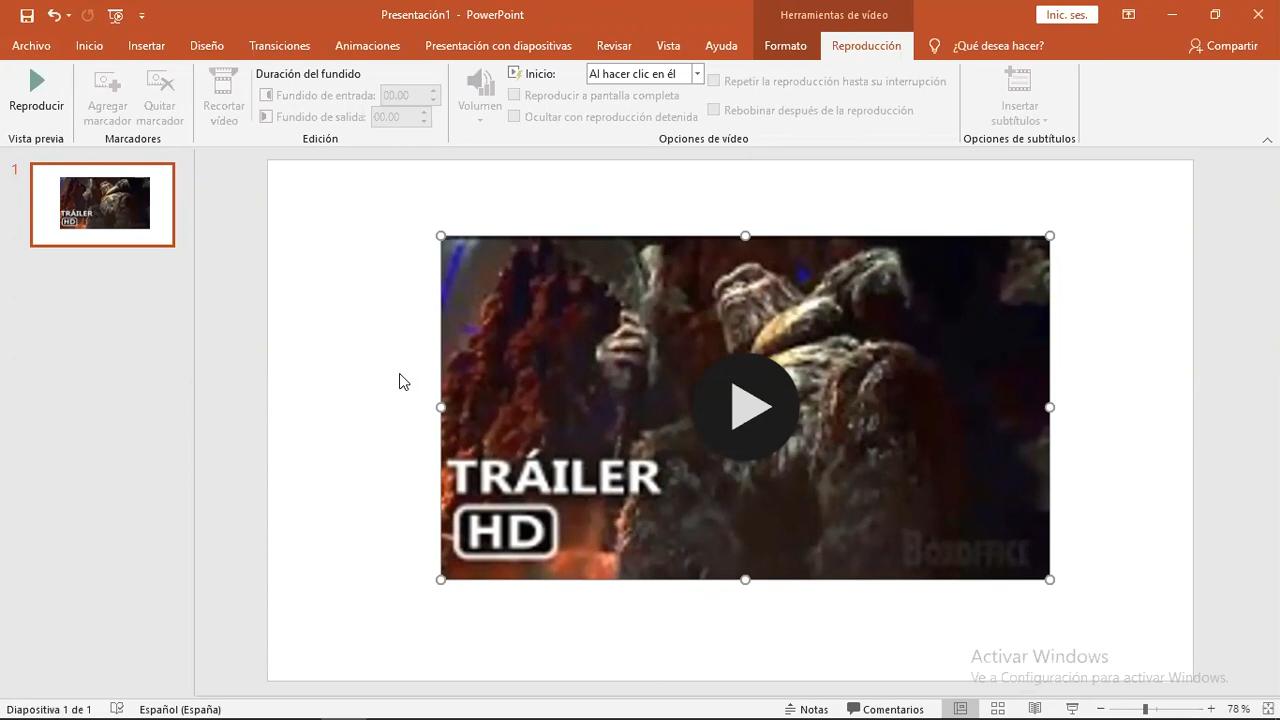 Presentación1 - PowerPoint
Herramientas de vídeo
Inic. ses.
Archivo
Inicio
Insertar
Diseño
Transiciones
Animaciones
Presentación con diapositivas
Revisar
Vista
Ayuda
Formato
Reproducción
¿Qué desea hacer?
Compartir
Reproducir
Vista previa
Agregar
marcador
Quitar
marcador
Marcadores
Recortar
vídeo
Duración del fundido
Fundido de entrada: 00.00
Fundido de salida: 00.00
Edición
Volumen
Inicio: Al hacer clic en él
Reproducir a pantalla completa
Ocultar con reproducción detenida
Repetir la reproducción hasta su interrupción
Rebobinar después de la reproducción
Opciones de vídeo
Insertar
subtítulos
Opciones de subtítulos
1
TRÁILER
HD
TRÁILER
HD
BOXOFFICE
Activar Windows
Ve a Configuración para activar Windows.
Diapositiva 1 de 1
Español (España)
Notas
Comentarios
78 %